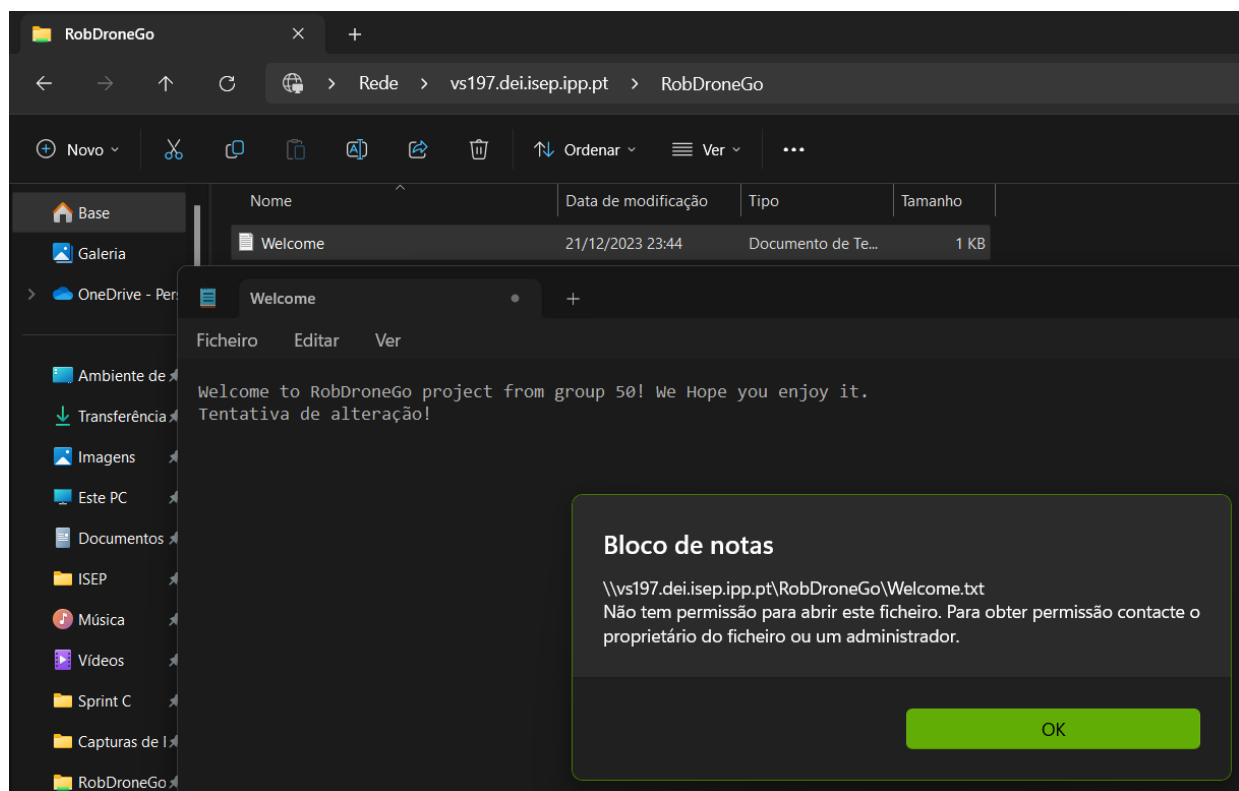 RobDroneGo
Rede > vs197.dei.isep.ipp.pt > RobDroneGo
Novo
Ordenar
Ver
Nome
Data de modificação
Tipo
Tamanho
Base
Welcome
21/12/2023 23:44
Documento de Te...
1 KB
Galeria
OneDrive - Pers
Welcome
Ficheiro
Editar
Ver
Ambiente de
Welcome to RobDroneGo project from group 50! We Hope you enjoy it.
Tentativa de alteração!
Transferência
Imagens
Este PC
Documentos
ISEP
Música
Vídeos
Sprint C
Capturas de
RobDroneGo
Bloco de notas
\\vs197.dei.isep.ipp.pt\RobDroneGo\Welcome.txt
Não tem permissão para abrir este ficheiro. Para obter permissão contacte o
proprietário do ficheiro ou um administrador.
OK